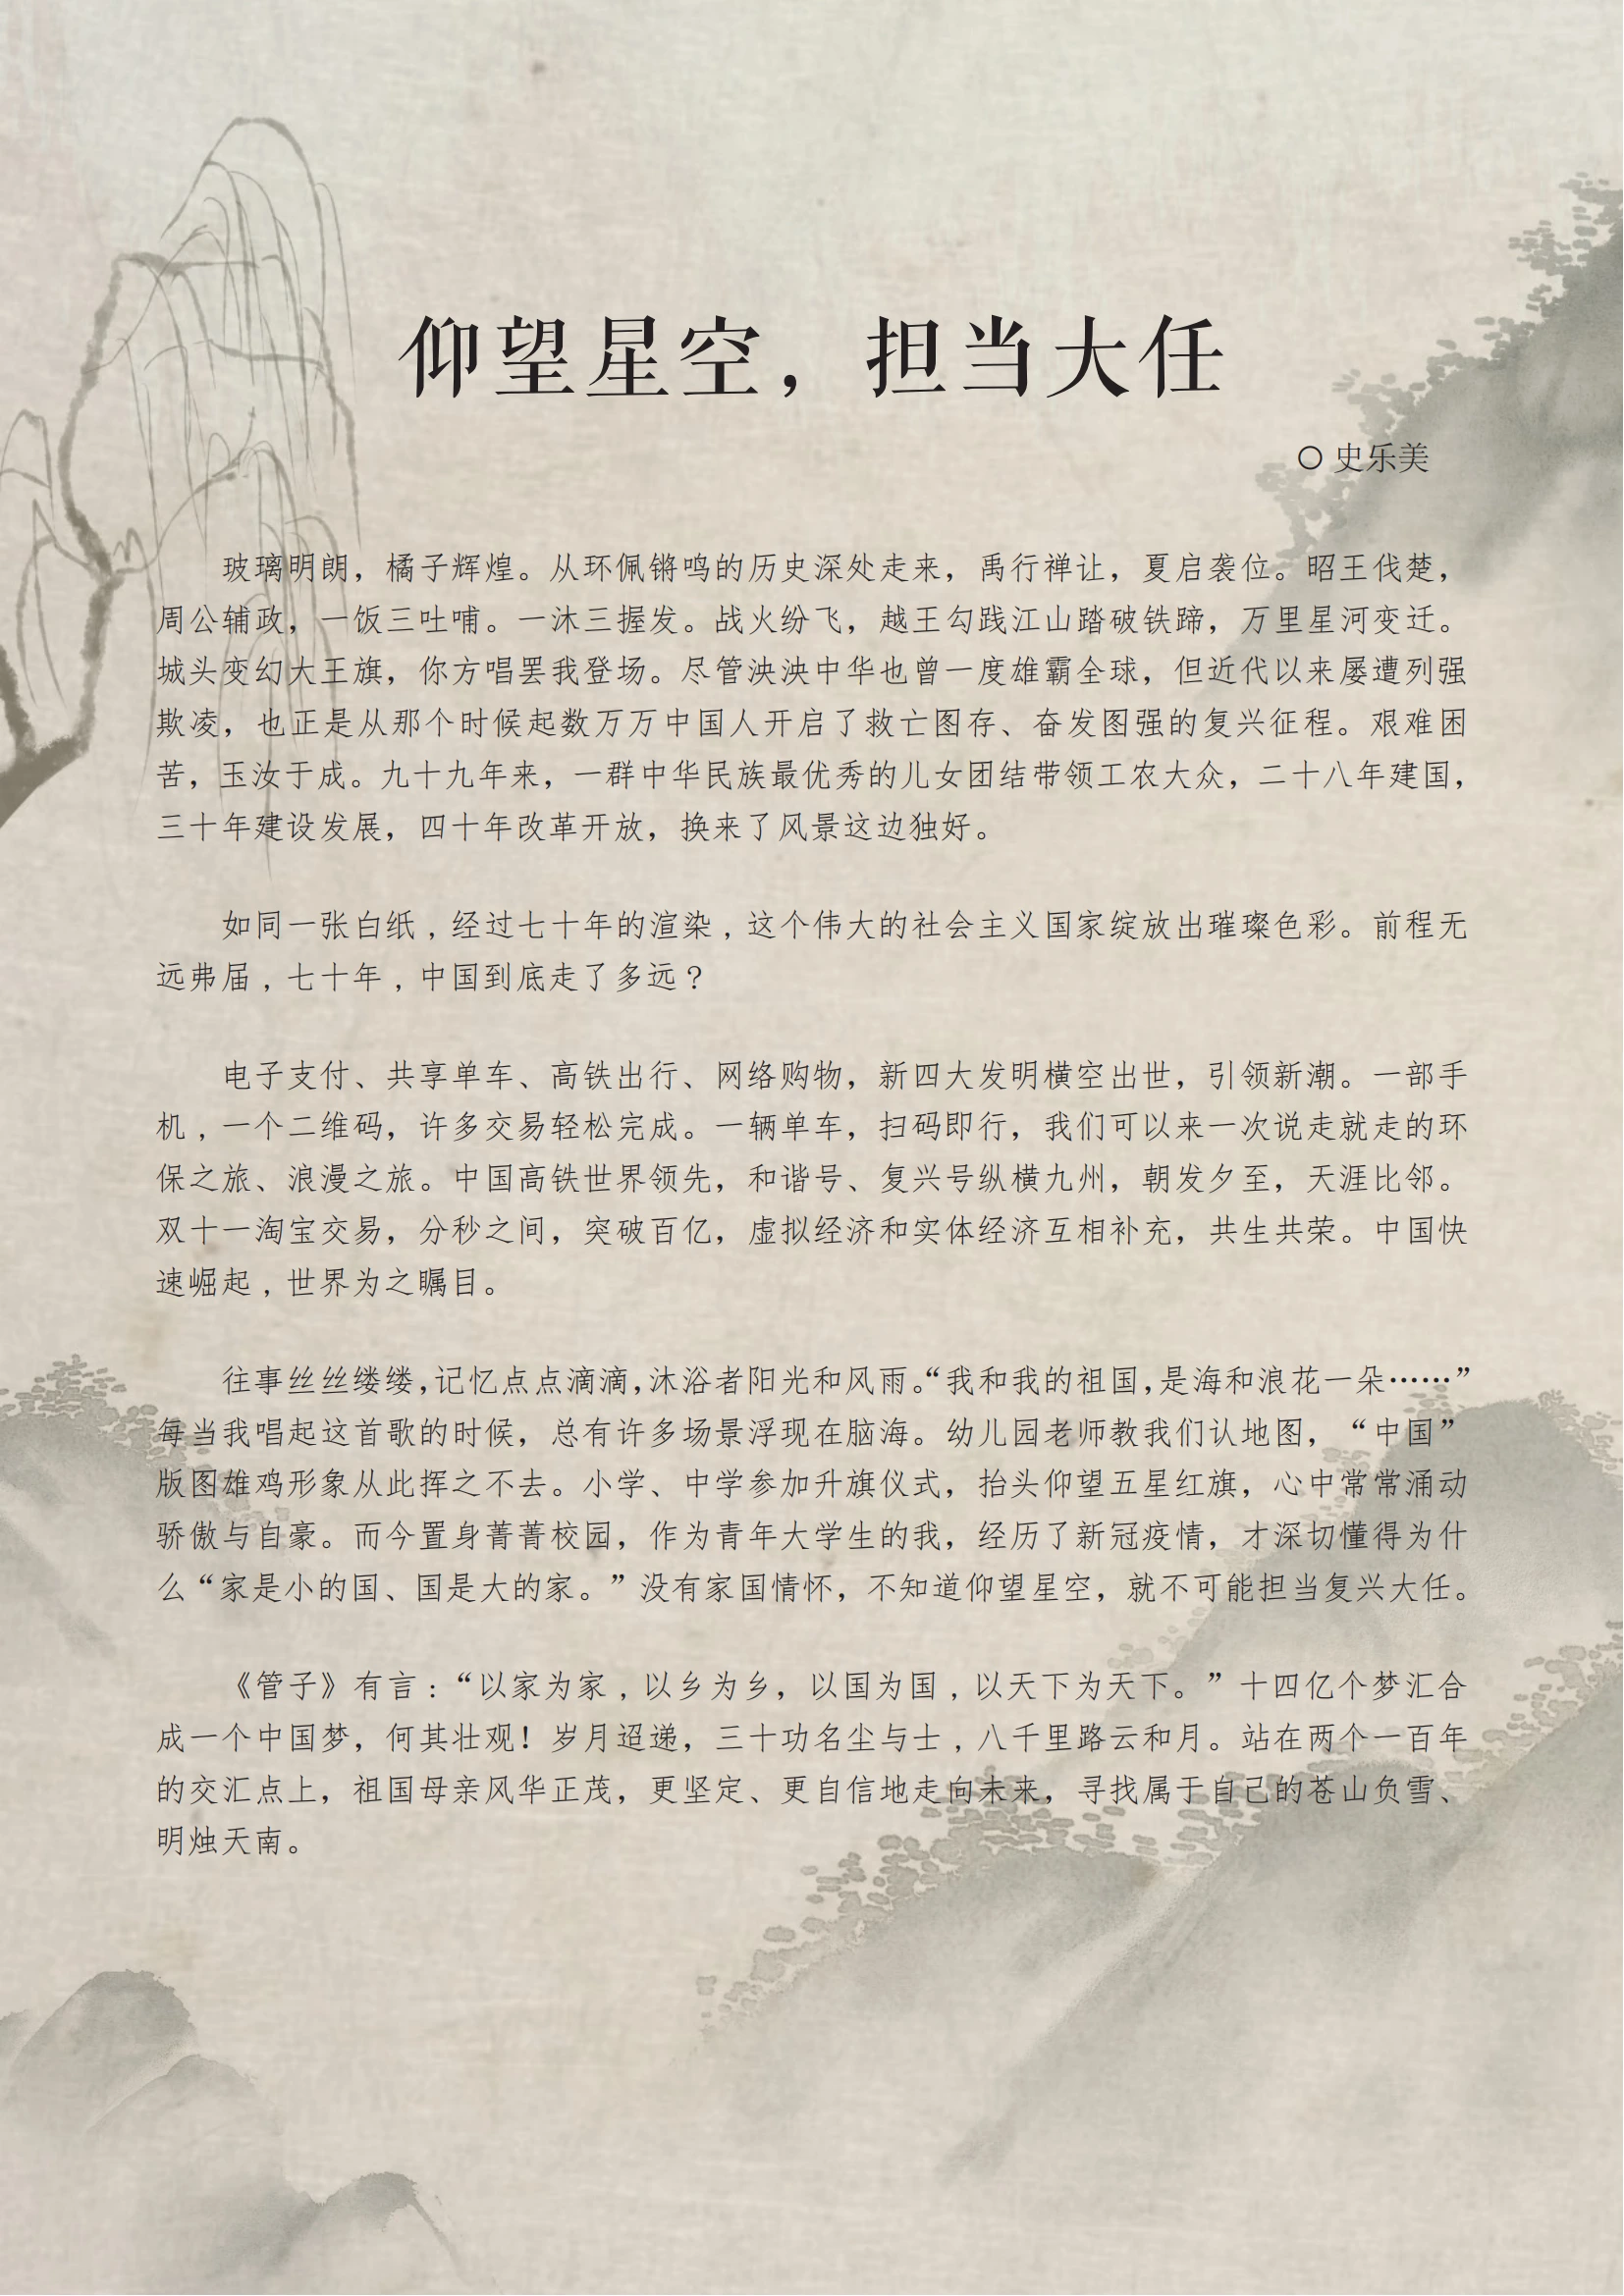 仰望星空，担当大任
○ 史乐美
玻璃明朗，橘子辉煌。从环佩锵鸣的历史深处走来，禹行禅让，夏启袭位。昭王伐楚，
周公辅政，一饭三吐哺。一沐三握发。战火纷飞，越王勾践江山踏破铁蹄，万里星河变迁。
城头变幻大王旗，你方唱罢我登场。尽管泱泱中华也曾一度雄霸全球，但近代以来屡遭列强
欺凌，也正是从那个时候起数万万中国人开启了救亡图存、奋发图强的复兴征程。艰难困
苦，玉汝于成。九十九年来，一群中华民族最优秀的儿女团结带领工农大众，二十八年建国，
三十年建设发展，四十年改革开放，换来了风景这边独好。
如同一张白纸，经过七十年的渲染，这个伟大的社会主义国家绽放出璀璨色彩。前程无
远弗届，七十年，中国到底走了多远？
电子支付、共享单车、高铁出行、网络购物，新四大发明横空出世，引领新潮。一部手
机，一个二维码，许多交易轻松完成。一辆单车，扫码即行，我们可以来一次说走就走的环
保之旅、浪漫之旅。中国高铁世界领先，和谐号、复兴号纵横九州，朝发夕至，天涯比邻。
双十一淘宝交易，分秒之间，突破百亿，虚拟经济和实体经济互相补充，共生共荣。中国快
速崛起，世界为之瞩目。
往事丝丝缕缕，记忆点点滴滴，沐浴者阳光和风雨。“我和我的祖国，是海和浪花一朵……”
每当我唱起这首歌的时候，总有许多场景浮现在脑海。幼儿园老师教我们认地图，“中国”
版图雄鸡形象从此挥之不去。小学、中学参加升旗仪式，抬头仰望五星红旗，心中常常涌动
骄傲与自豪。而今置身菁菁校园，作为青年大学生的我，经历了新冠疫情，才深切懂得为什
么“家是小的国、国是大的家。”没有家国情怀，不知道仰望星空，就不可能担当复兴大任。
《管子》有言：“以家为家，以乡为乡，以国为国，以天下为天下。”十四亿个梦汇合
成一个中国梦，何其壮观！岁月迢递，三十功名尘与士，八千里路云和月。站在两个一百年
的交汇点上，祖国母亲风华正茂，更坚定、更自信地走向未来，寻找属于自己的苍山负雪、
明烛天南。